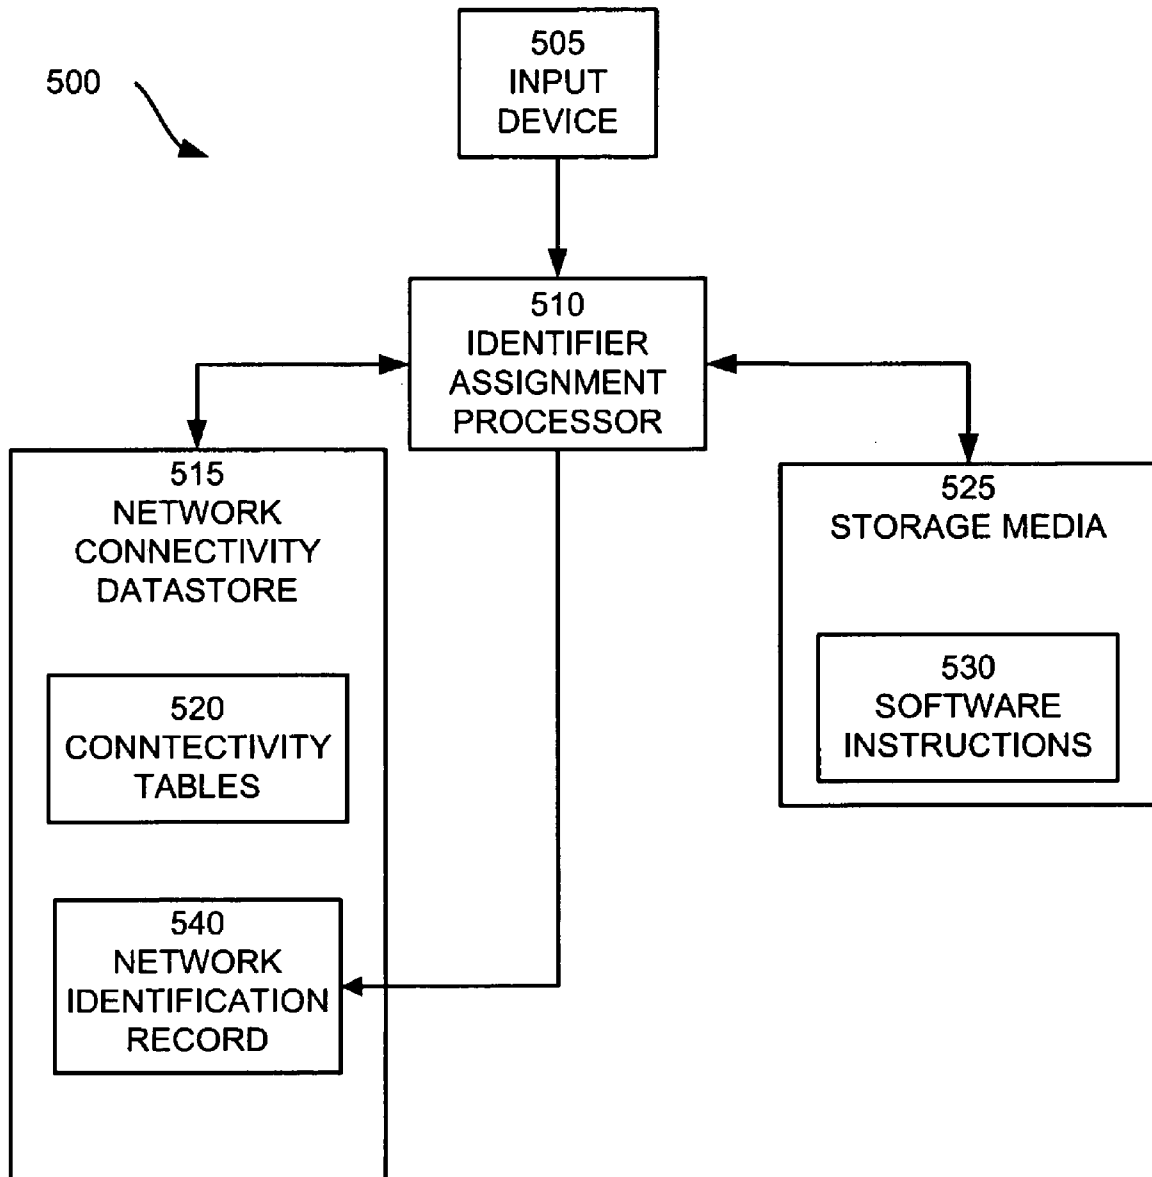 500
505
INPUT
DEVICE
510
IDENTIFIER
ASSIGNMENT
PROCESSOR
515
NETWORK
CONNECTIVITY
DATASTORE
520
CONNTECTIVITY
TABLES
540
NETWORK
IDENTIFICATION
RECORD
525
STORAGE MEDIA
530
SOFTWARE
INSTRUCTIONS